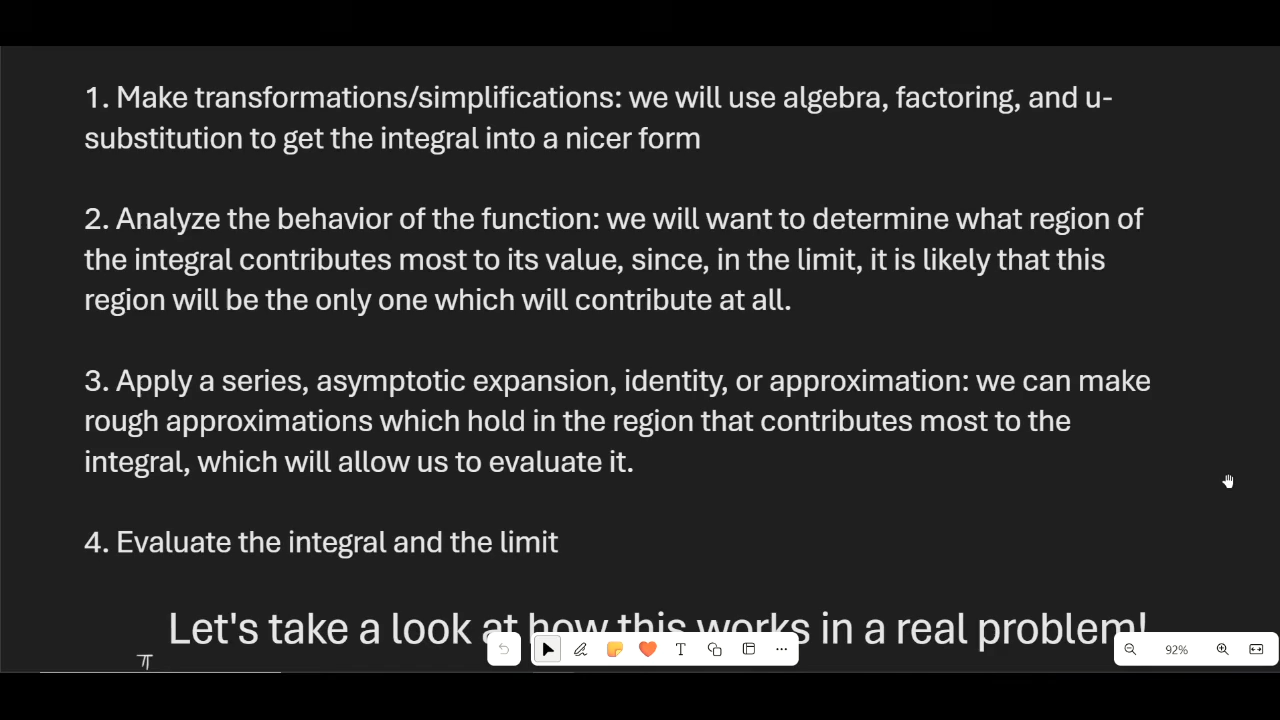 1. Make transformations/simplifications: we will use algebra, factoring, and u-
substitution to get the integral into a nicer form
2. Analyze the behavior of the function: we will want to determine what region of
the integral contributes most to its value, since, in the limit, it is likely that this
region will be the only one which will contribute at all.
3. Apply a series, asymptotic expansion, identity, or approximation: we can make
rough approximations which hold in the region that contributes most to the
integral, which will allow us to evaluate it.
4. Evaluate the integral and the limit
Let's take a look at how this works in a real problem!
π
T
92%